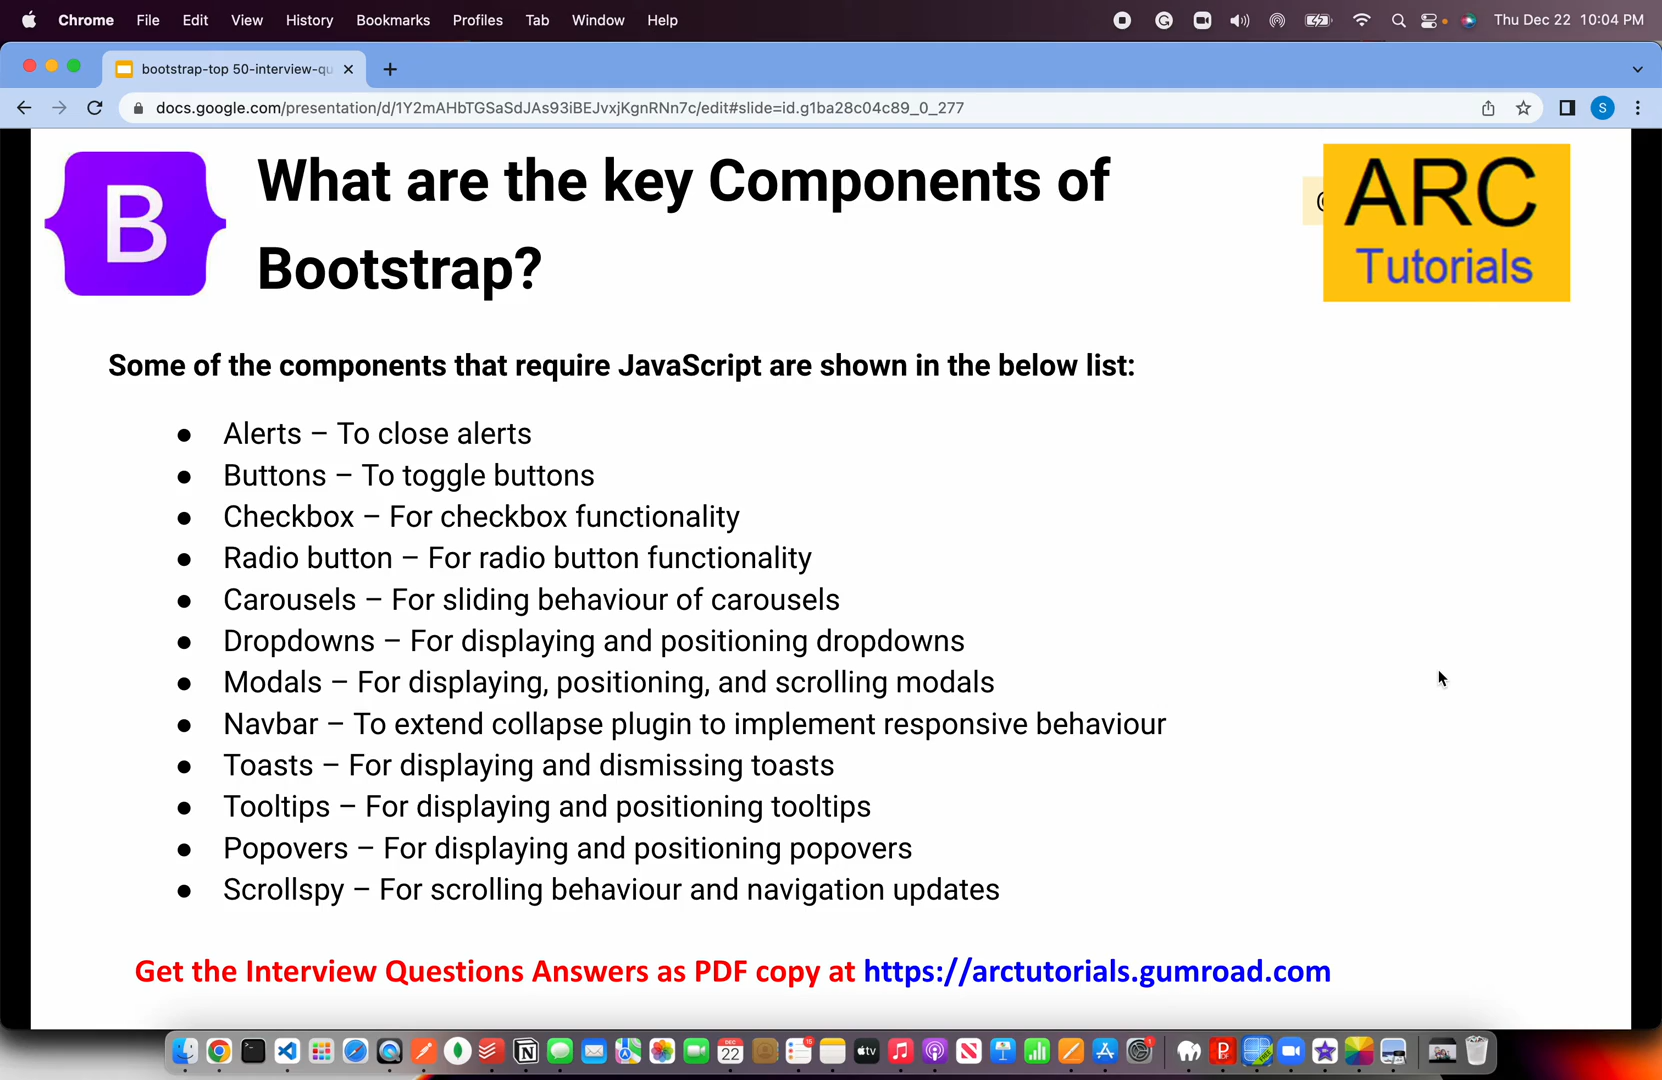 Chrome File Edit View History Bookmarks Profiles Tab Window Help Thu Dec 22 10:04 PM
bootstrap-top 50-interview-qu
docs.google.com/presentation/d/1Y2mAHbTGSaSdJAs93iBEJvxjKgnRNn7c/edit#slide=id.g1ba28c04c89_0_277
S
B
What are the key Components of
Bootstrap?
ARC
Tutorials
Some of the components that require JavaScript are shown in the below list:
● Alerts – To close alerts
● Buttons – To toggle buttons
● Checkbox – For checkbox functionality
● Radio button – For radio button functionality
● Carousels – For sliding behaviour of carousels
● Dropdowns – For displaying and positioning dropdowns
● Modals – For displaying, positioning, and scrolling modals
● Navbar – To extend collapse plugin to implement responsive behaviour
● Toasts – For displaying and dismissing toasts
● Tooltips – For displaying and positioning tooltips
● Popovers – For displaying and positioning popovers
● Scrollspy – For scrolling behaviour and navigation updates
Get the Interview Questions Answers as PDF copy at https://arctutorials.gumroad.com
DEC
22
tv